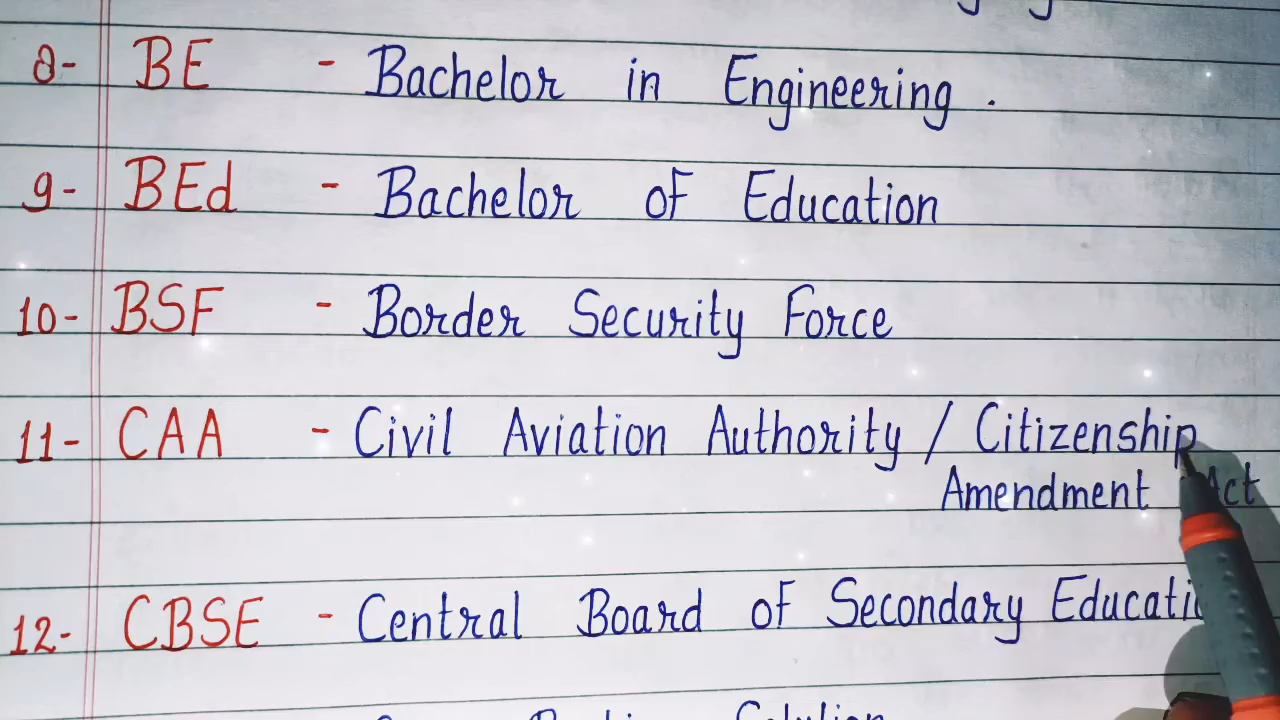 8- BE - Bachelor in Engineering.
9- BEd - Bachelor of Education
10- BSF - Border Security Force
11- CAA - Civil Aviation Authority / Citizenship
Amendment Act
12- CBSE - Central Board of Secondary